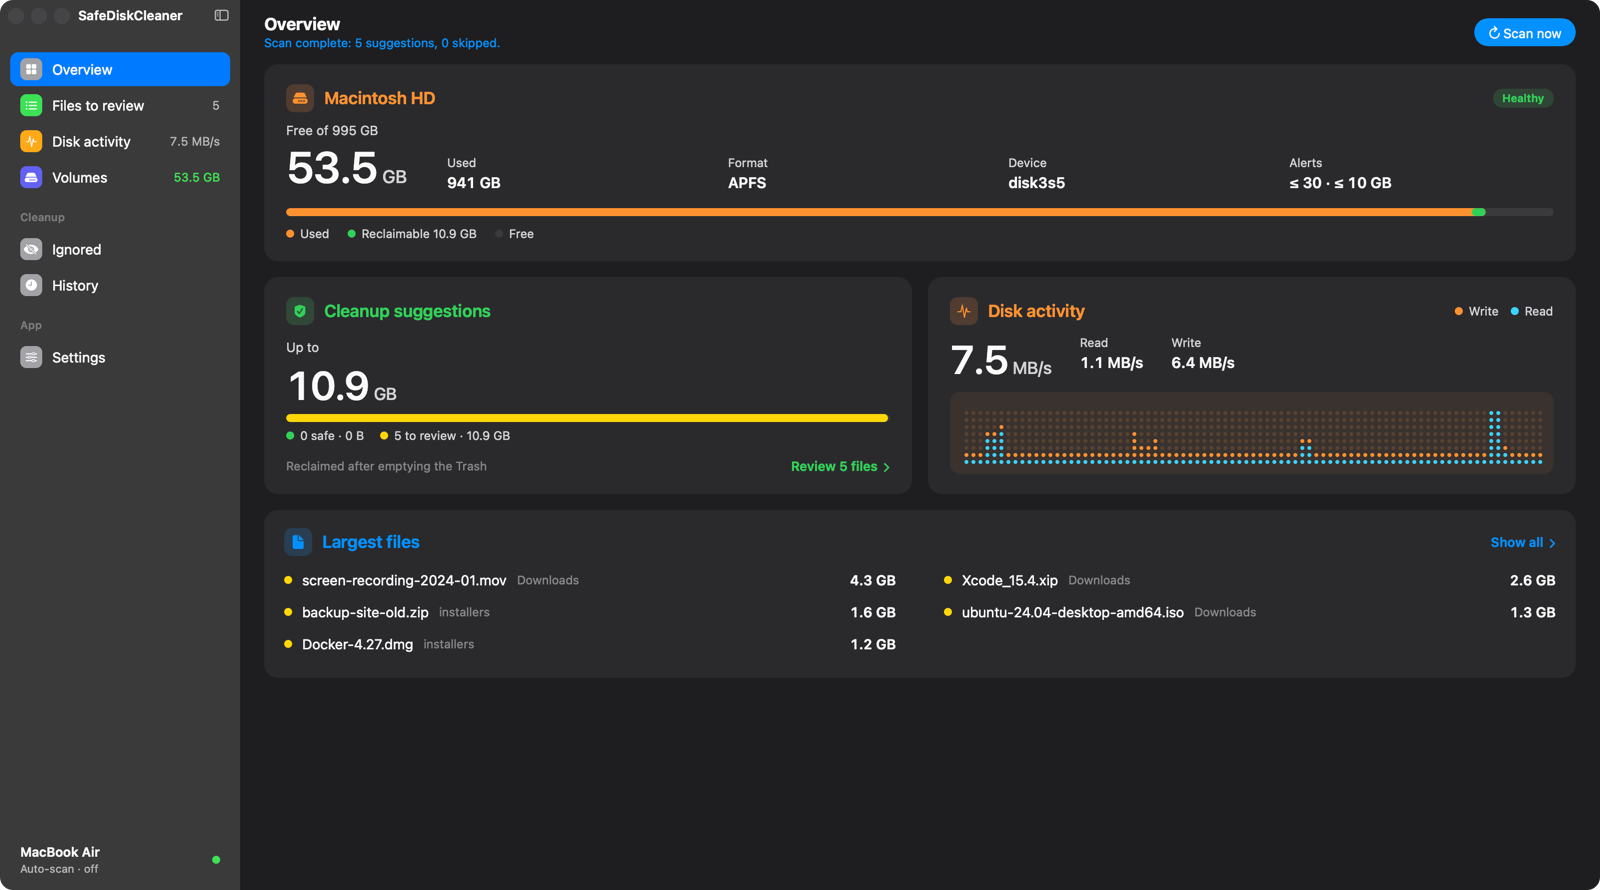 SafeDiskCleaner
Overview
Files to review 5
Disk activity 7.5 MB/s
Volumes 53.5 GB
Cleanup
Ignored
History
App
Settings
MacBook Air
Auto-scan · off
Overview
Scan complete: 5 suggestions, 0 skipped.
Scan now
Macintosh HD
Healthy
Free of 995 GB
53.5 GB
Used
941 GB
Format
APFS
Device
disk3s5
Alerts
≤ 30 · ≤ 10 GB
Used Reclaimable 10.9 GB Free
Cleanup suggestions
Up to
10.9 GB
0 safe · 0 B 5 to review · 10.9 GB
Reclaimed after emptying the Trash
Review 5 files
Disk activity
Write Read
7.5 MB/s
Read
1.1 MB/s
Write
6.4 MB/s
Largest files
Show all
screen-recording-2024-01.mov Downloads 4.3 GB
Xcode_15.4.xip Downloads 2.6 GB
backup-site-old.zip installers 1.6 GB
ubuntu-24.04-desktop-amd64.iso Downloads 1.3 GB
Docker-4.27.dmg installers 1.2 GB